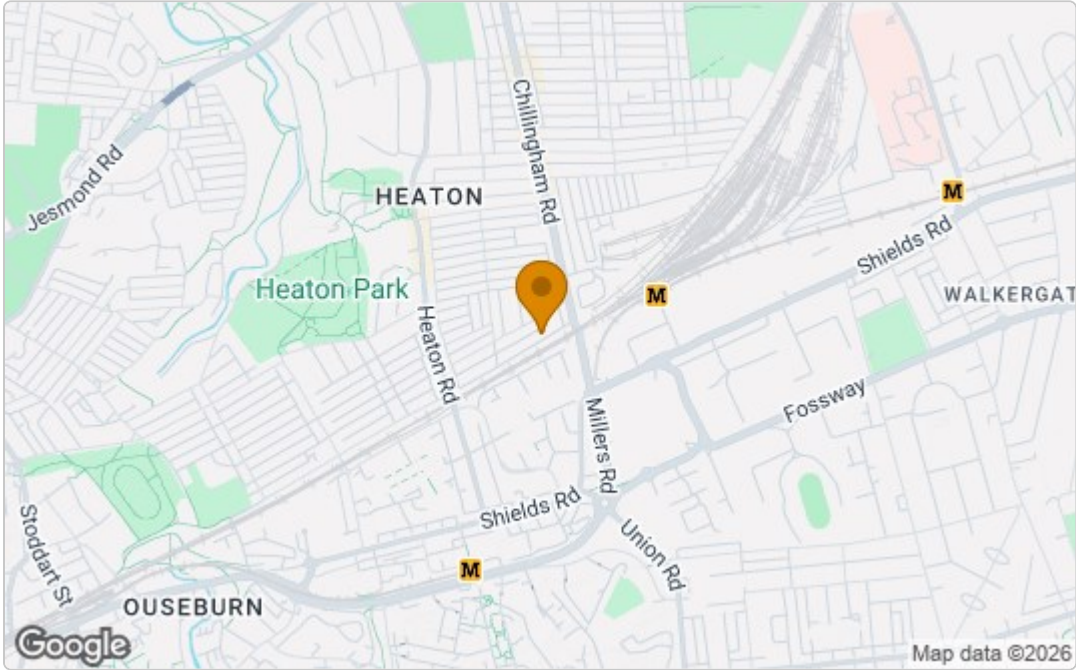 Chillingham Rd
Jesmond Rd
HEATON
M
Shields Rd
Heaton Park
M
WALKERGAT
Heaton Rd
Fossway
Millers Rd
Shields Rd
Stoddart St
Union Rd
M
OUSEBURN
Google
Map data ©2026